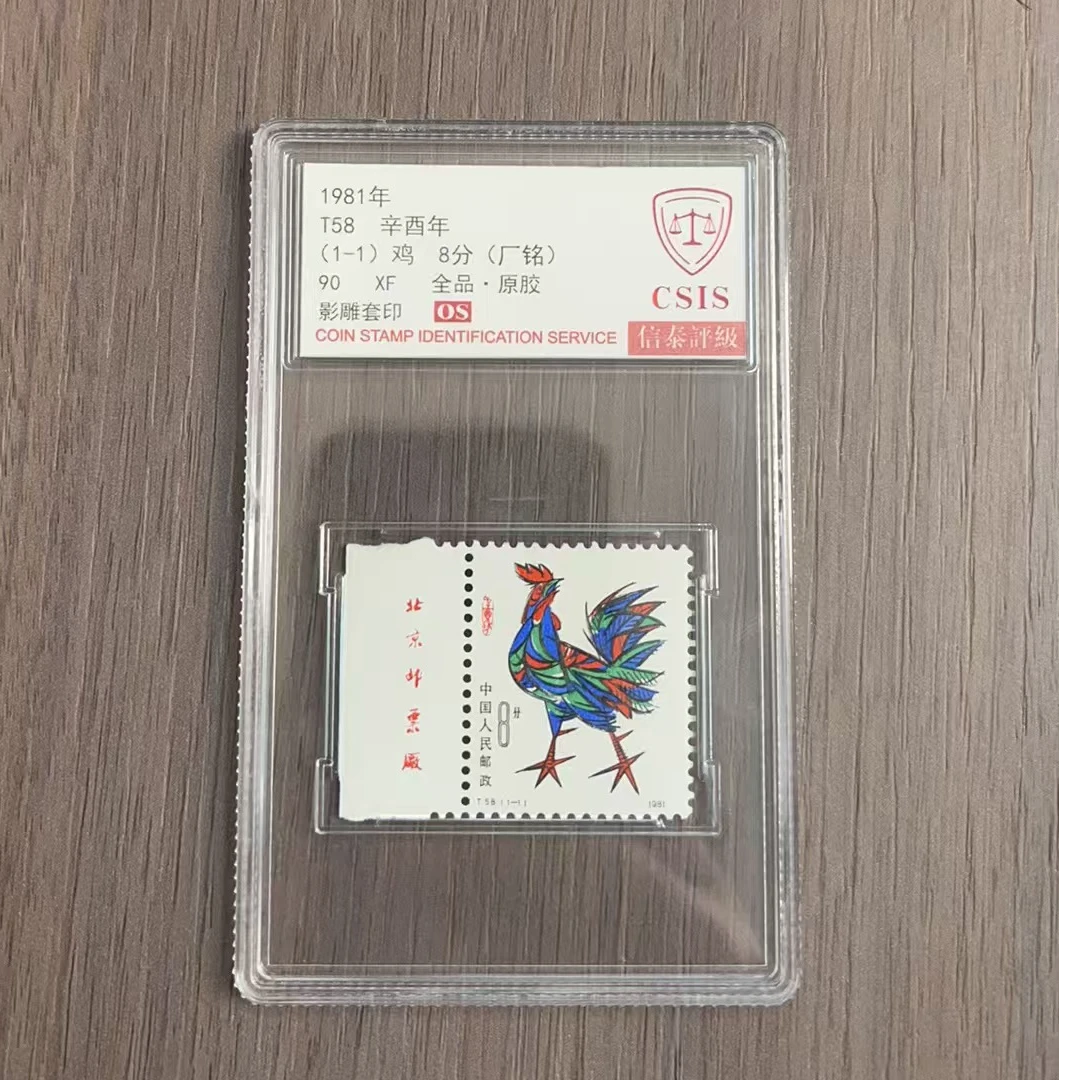 1981年
T58 辛酉年
(1-1) 鸡 8分 (厂铭)
90 XF 全品·原胶
影雕套印 OS
COIN STAMP IDENTIFICATION SERVICE
CSIS
信泰評級
北京邮票厂
中国人民邮政
8分
T58 (1-1)
1981